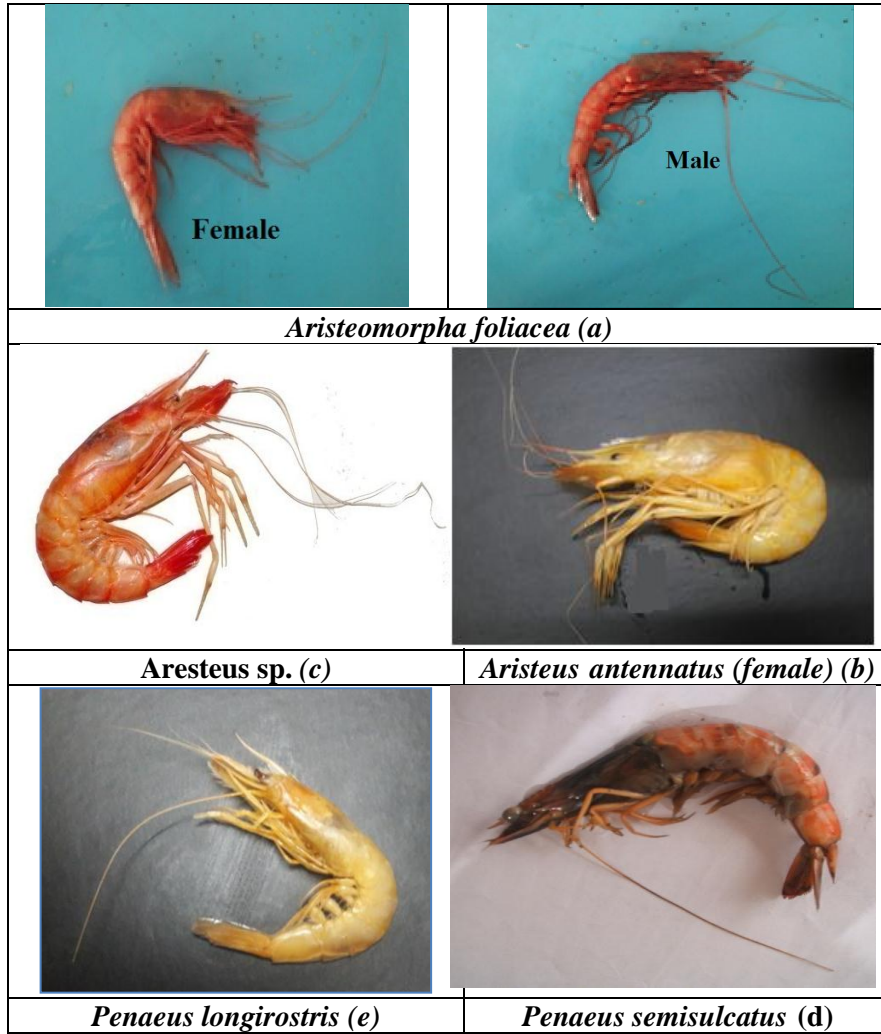 Female
Male
Aristeomorpha foliacea (a)
Aresteus sp. (c)
Aristeus antennatus (female) (b)
Penaeus longirostris (e)
Penaeus semisulcatus (d)